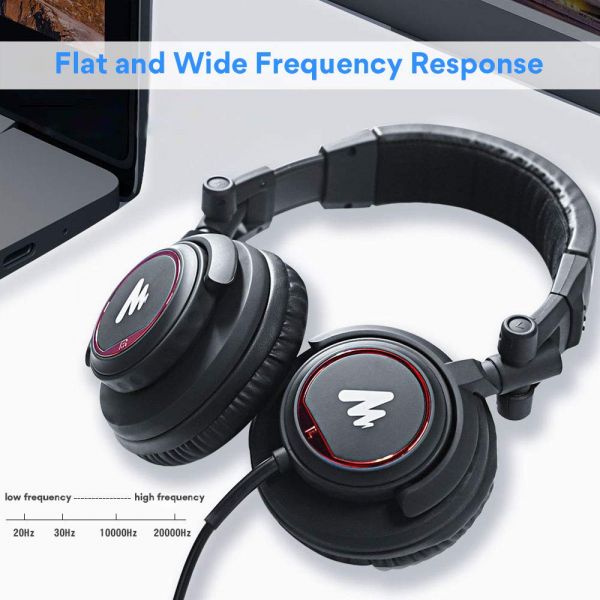 Flat and Wide Frequency Response
low frequency ---------------- high frequency
20Hz 30Hz 10000Hz 20000Hz